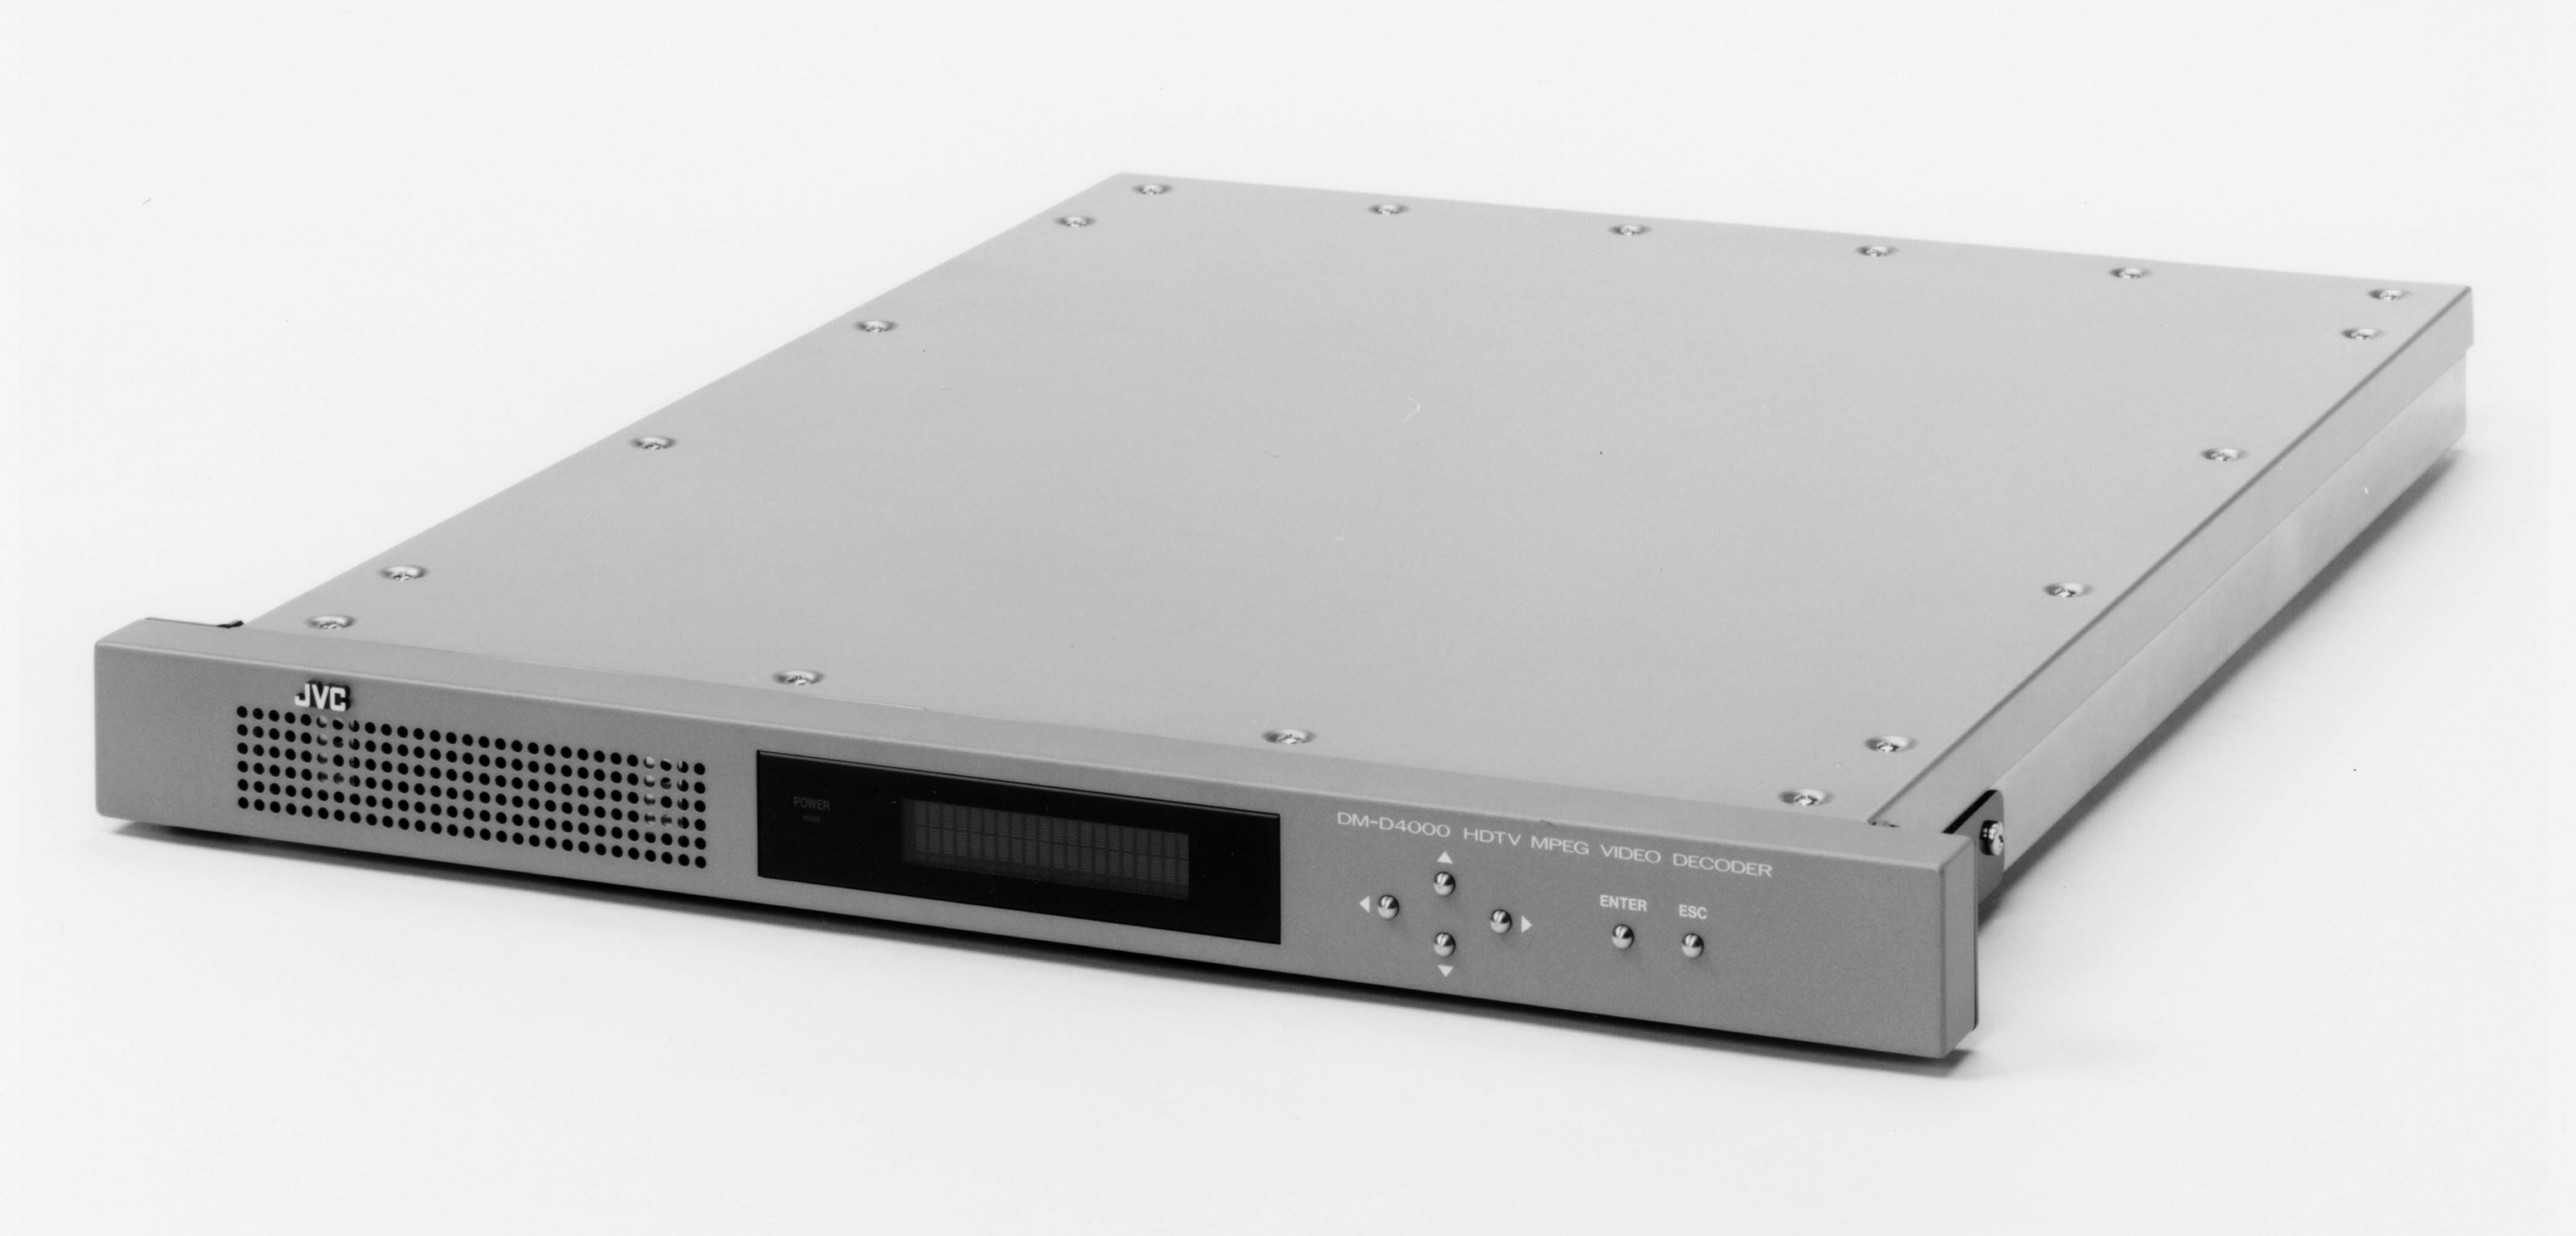 JVC
POWER
DM-D4000 HDTV MPEG VIDEO DECODER
ENTER
ESC